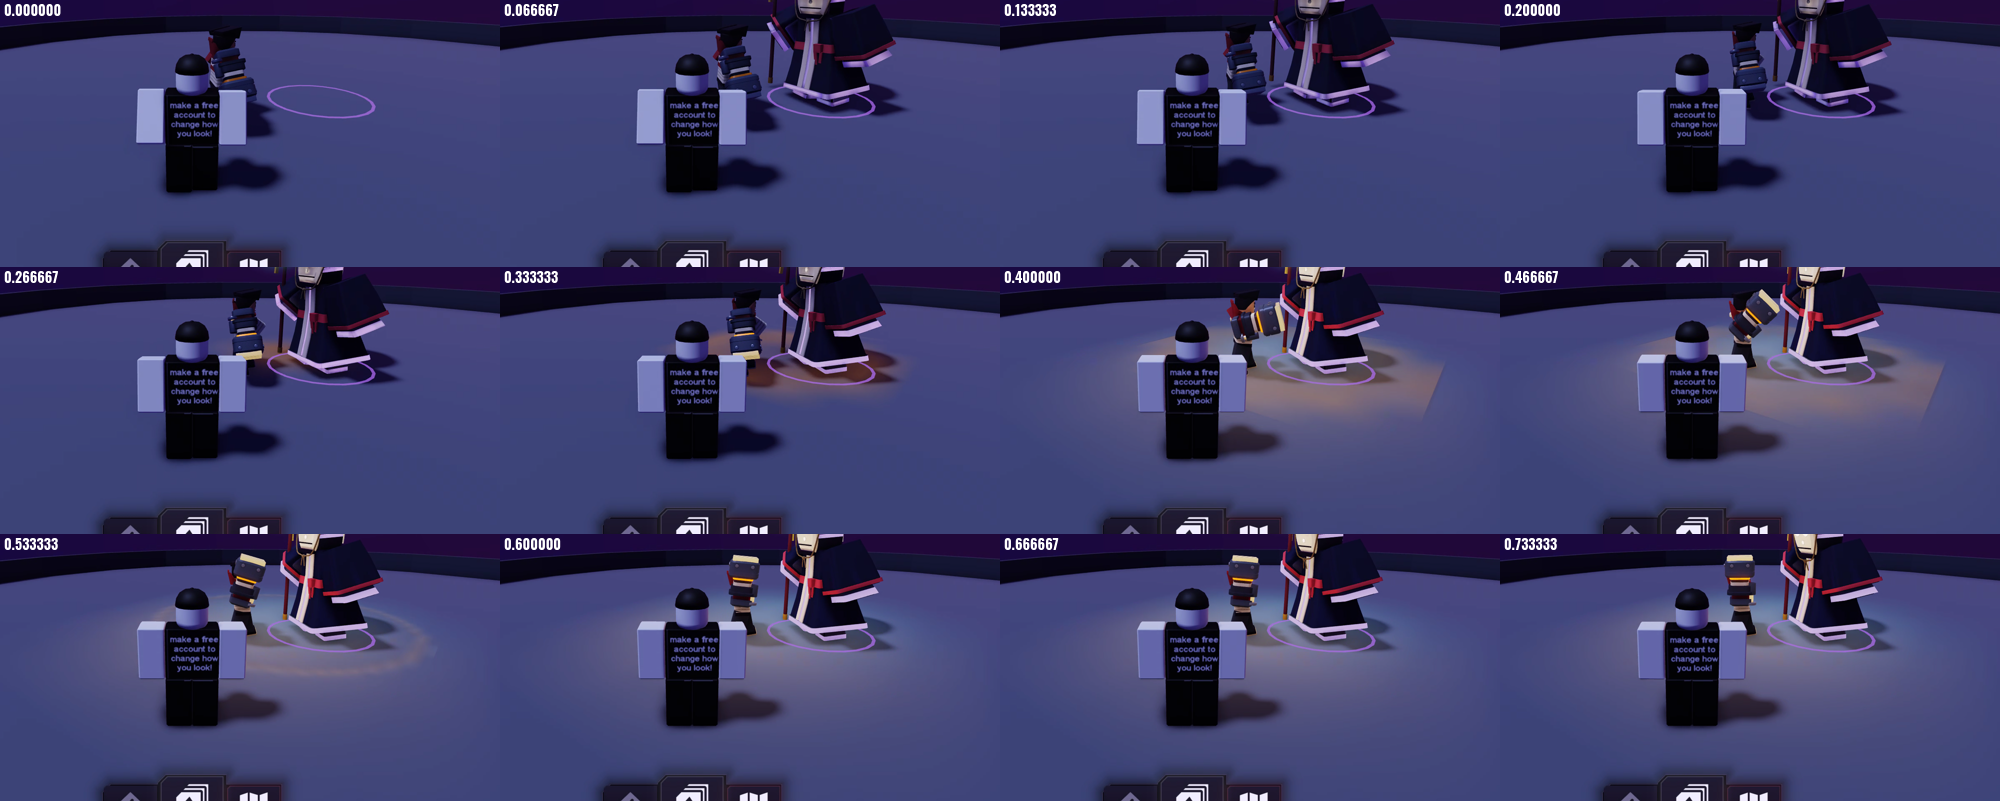 0.000000
make a free
account to
change how
you look!
0.066667
make a free
account to
change how
you look!
0.133333
make a free
account to
change how
you look!
0.200000
make a free
account to
change how
you look!
0.266667
make a free
account to
change how
you look!
0.333333
make a free
account to
change how
you look!
0.400000
make a free
account to
change how
you look!
0.466667
make a free
account to
change how
you look!
0.533333
make a free
account to
change how
you look!
0.600000
make a free
account to
change how
you look!
0.666667
make a free
account to
change how
you look!
0.733333
make a free
account to
change how
you look!